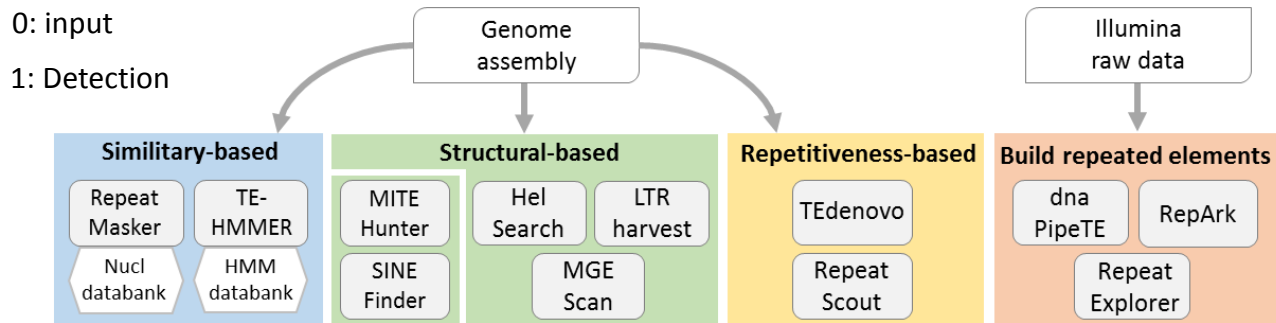 0: input
1: Detection
Genome
assembly
Illumina
raw data
Similitary-based
Repeat
Masker
TE-
HMMER
Nucl
databank
HMM
databank
Structural-based
MITE
Hunter
SINE
Finder
Hel
Search
LTR
harvest
MGE
Scan
Repetitiveness-based
TEdenovo
Repeat
Scout
Build repeated elements
dna
PipeTE
RepArk
Repeat
Explorer